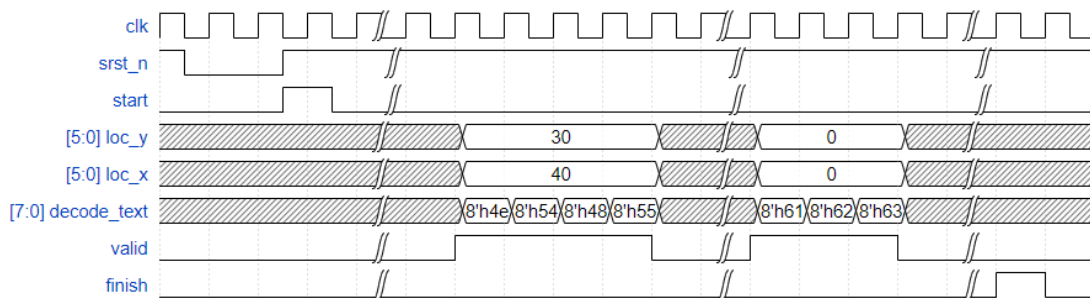 clk
srst_n
start
[5:0] loc_y 30 0
[5:0] loc_x 40 0
[7:0] decode_text 8'h4e 8'h54 8'h48 8'h55 8'h61 8'h62 8'h63
valid
finish